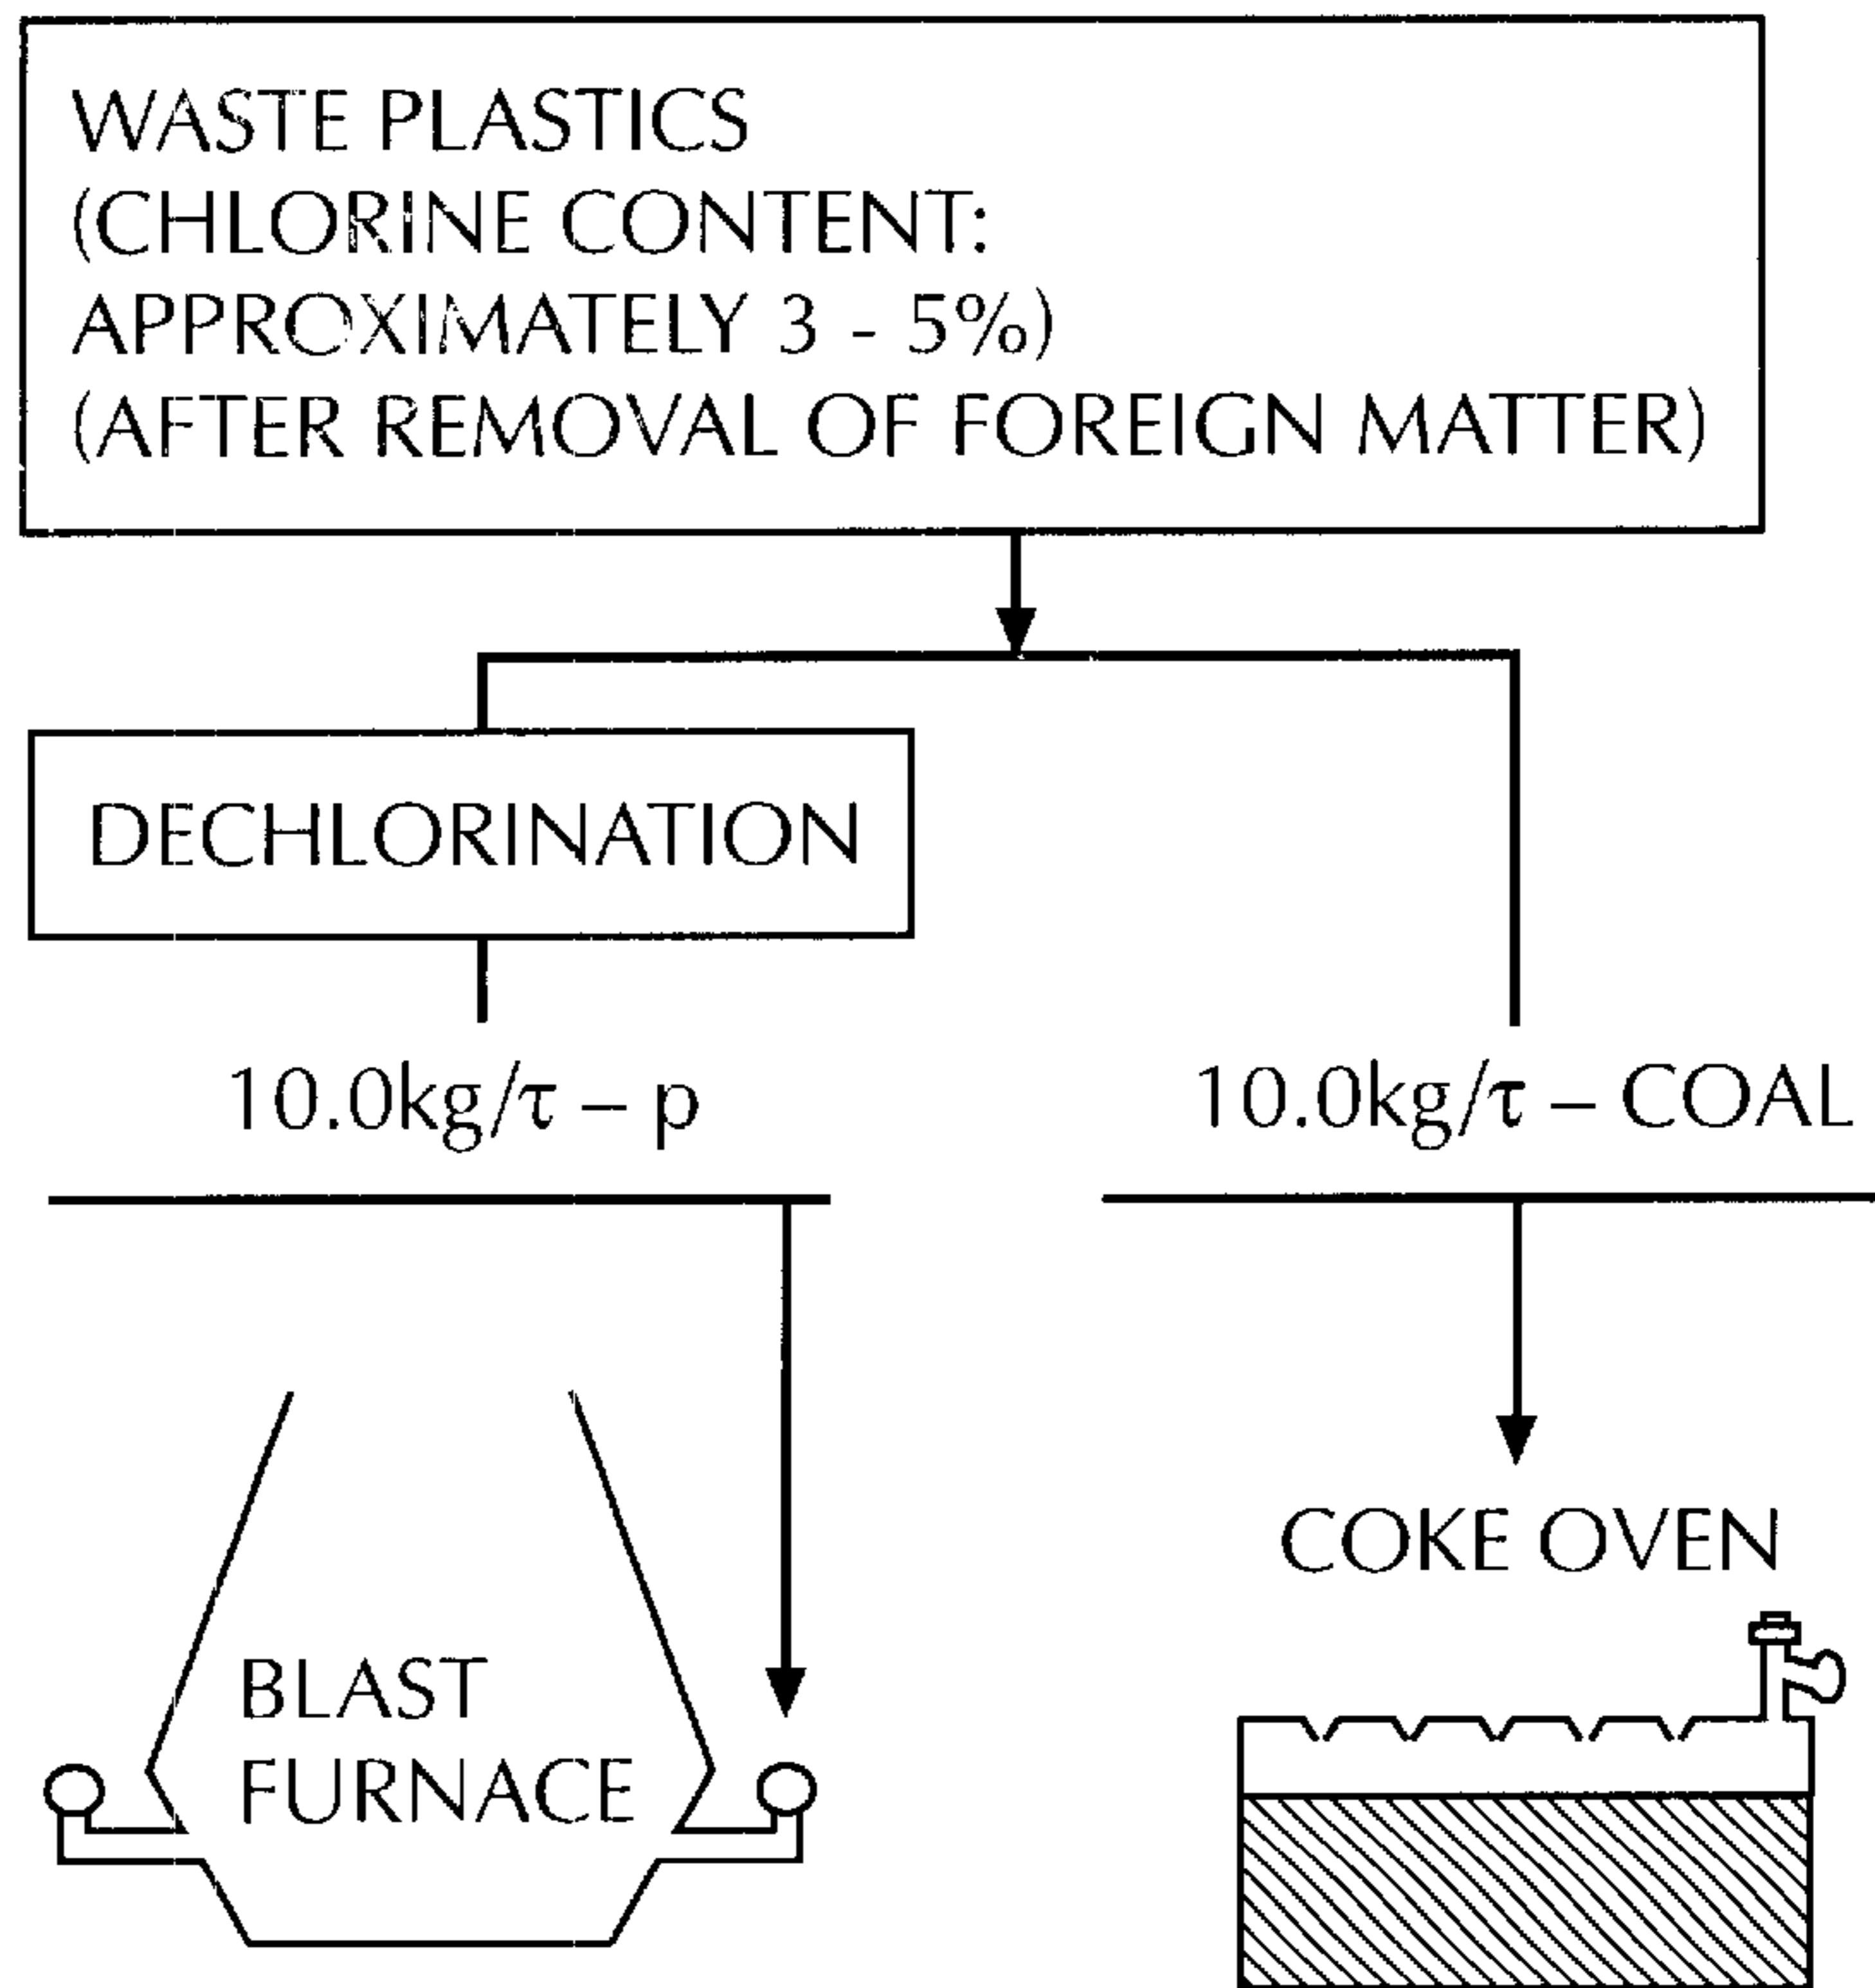 WASTE PLASTICS
(CHLORINE CONTENT:
APPROXIMATELY 3 - 5%)
(AFTER REMOVAL OF FOREIGN MATTER)
DECHLORINATION
10.0kg/τ – p
10.0kg/τ – COAL
COKE OVEN
BLAST
FURNACE